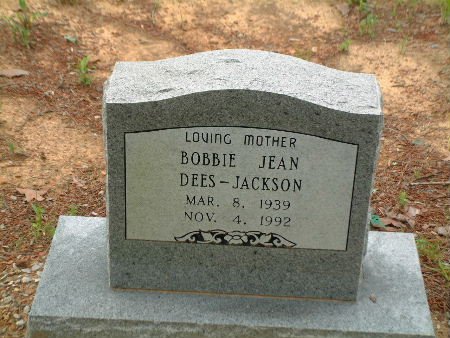 LOVING MOTHER
BOBBIE JEAN
DEES-JACKSON
MAR. 8, 1939
NOV. 4, 1992